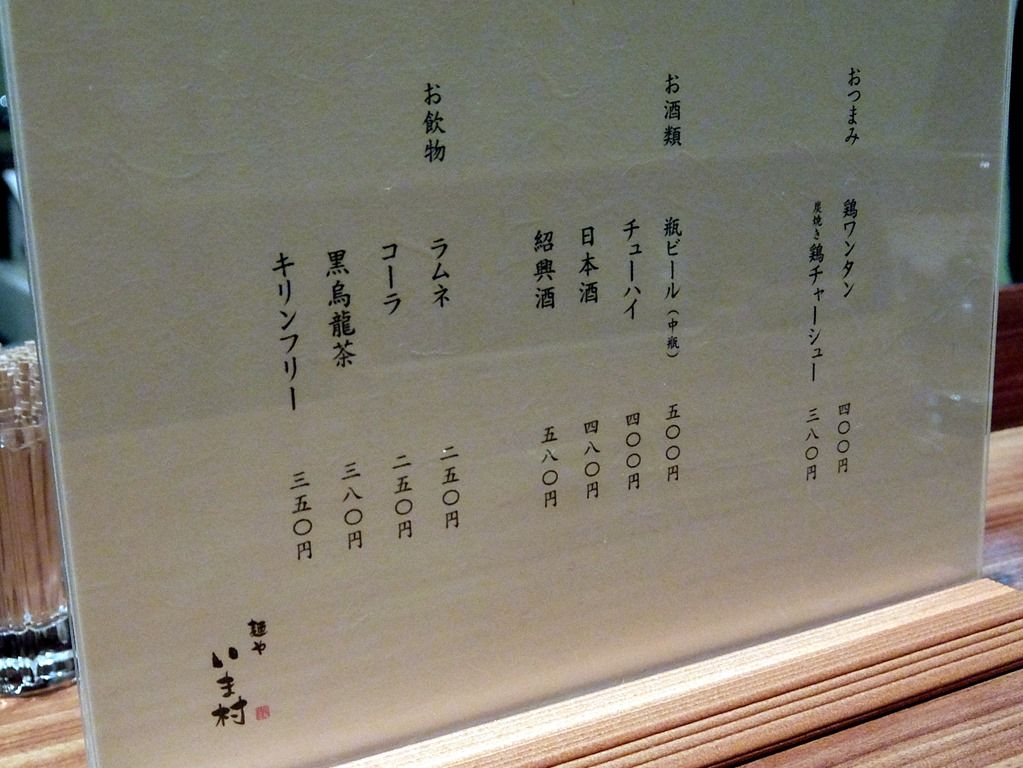 おつまみ
鶏ワンタン 四〇〇円
炭焼き鶏チャーシュー 三八〇円
お酒類
瓶ビール（中瓶） 五〇〇円
チューハイ 四〇〇円
日本酒 四八〇円
紹興酒 五八〇円
お飲物
ラムネ 二五〇円
コーラ 二五〇円
黒烏龍茶 三八〇円
キリンフリー 三五〇円
麺や
いま村